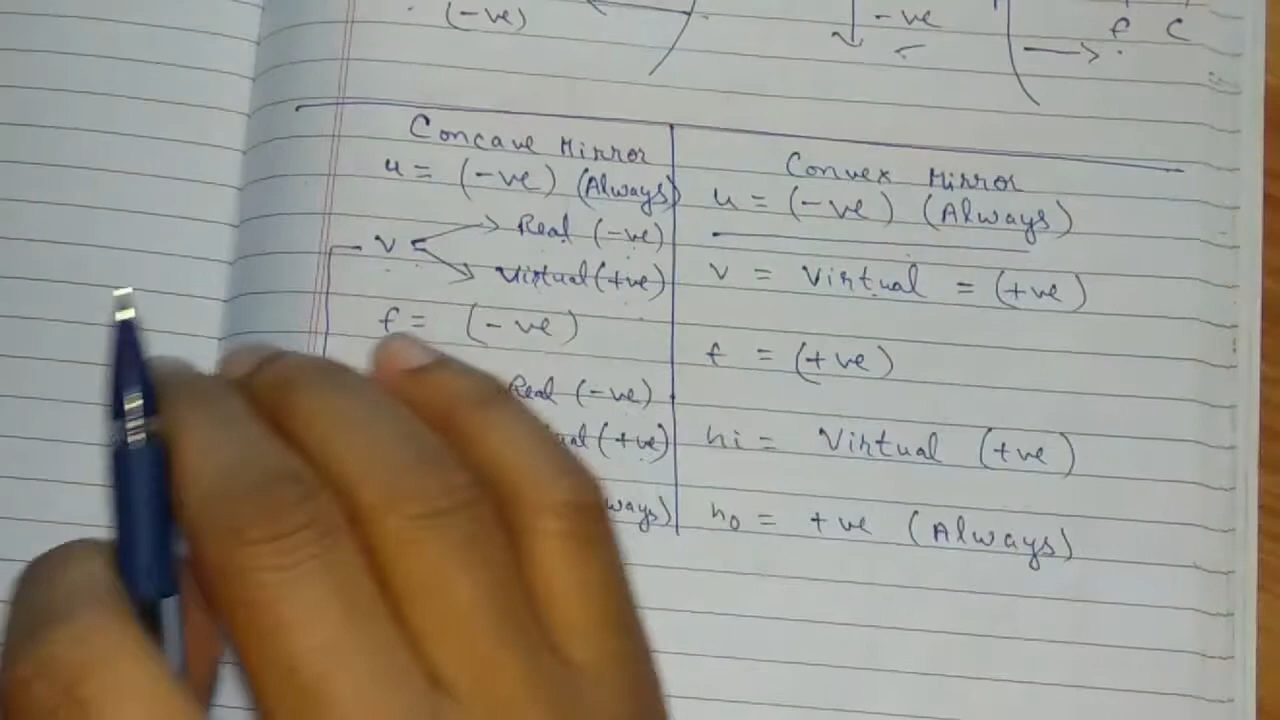 (-ve)
-ve
f C
Concave Mirror
u = (-ve) (Always)
v Real (-ve)
Virtual (+ve)
f = (-ve)
Real (-ve)
(+ve)
Convex Mirror
u = (-ve) (Always)
v = Virtual = (+ve)
f = (+ve)
hi = Virtual (+ve)
ho = +ve (Always)